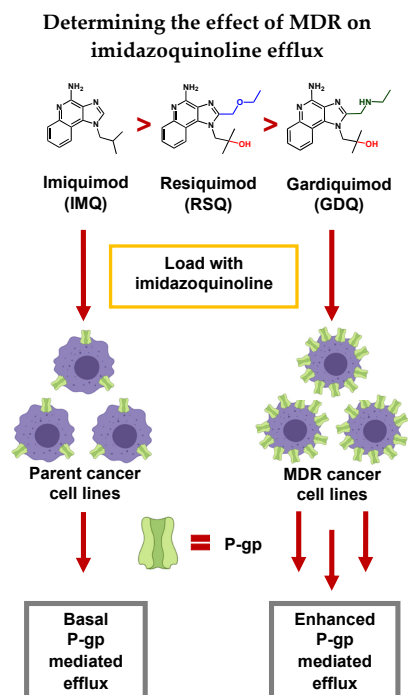 Determining the effect of MDR on
imidazoquinoline efflux
NH₂
N
N
N
>
NH₂
N
N
N
O
OH
>
NH₂
N
N
N
HN
OH
Imiquimod
(IMQ)
Resiquimod
(RSQ)
Gardiquimod
(GDQ)
Load with
imidazoquinoline
Parent cancer
cell lines
MDR cancer
cell lines
= P-gp
Basal
P-gp
mediated
efflux
Enhanced
P-gp
mediated
efflux